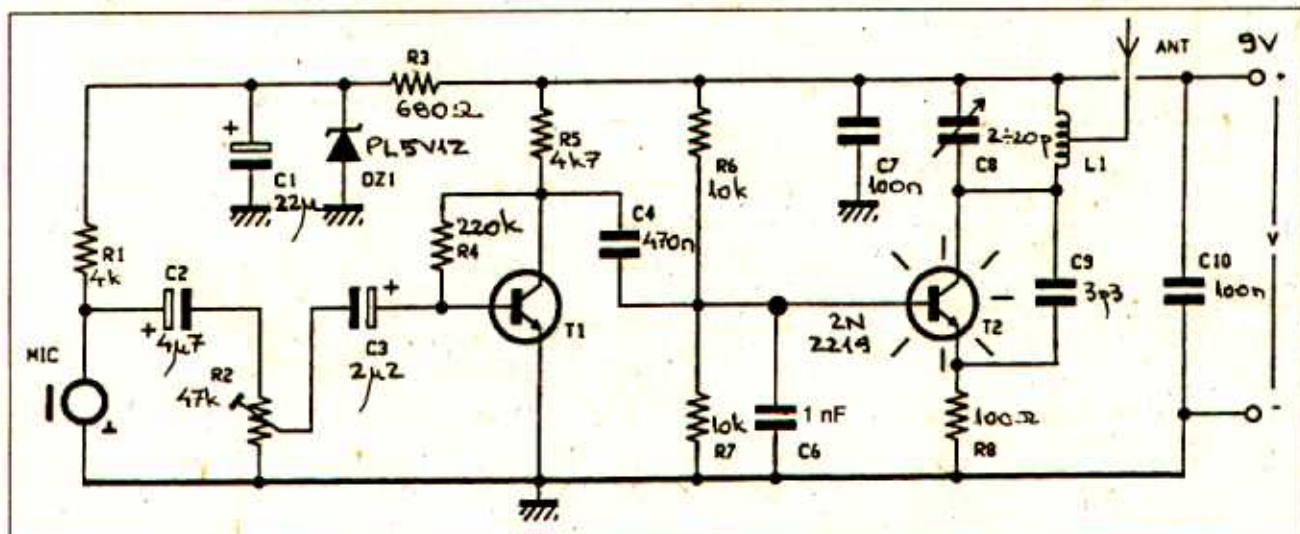 ANT
9V
+
R3
680Ω
+
C1
22µ
PL5V1Z
DZ1
R5
4k7
R6
10k
C7
100n
2÷20p
C8
L1
R1
4k
C2
+
4µ7
220k
R4
C4
470n
C9
3p3
C10
100n
V
MIC
R2
47k
+
C3
2µ2
T1
2N
2219
T2
10k
R7
1 nF
C6
100Ω
R8
-